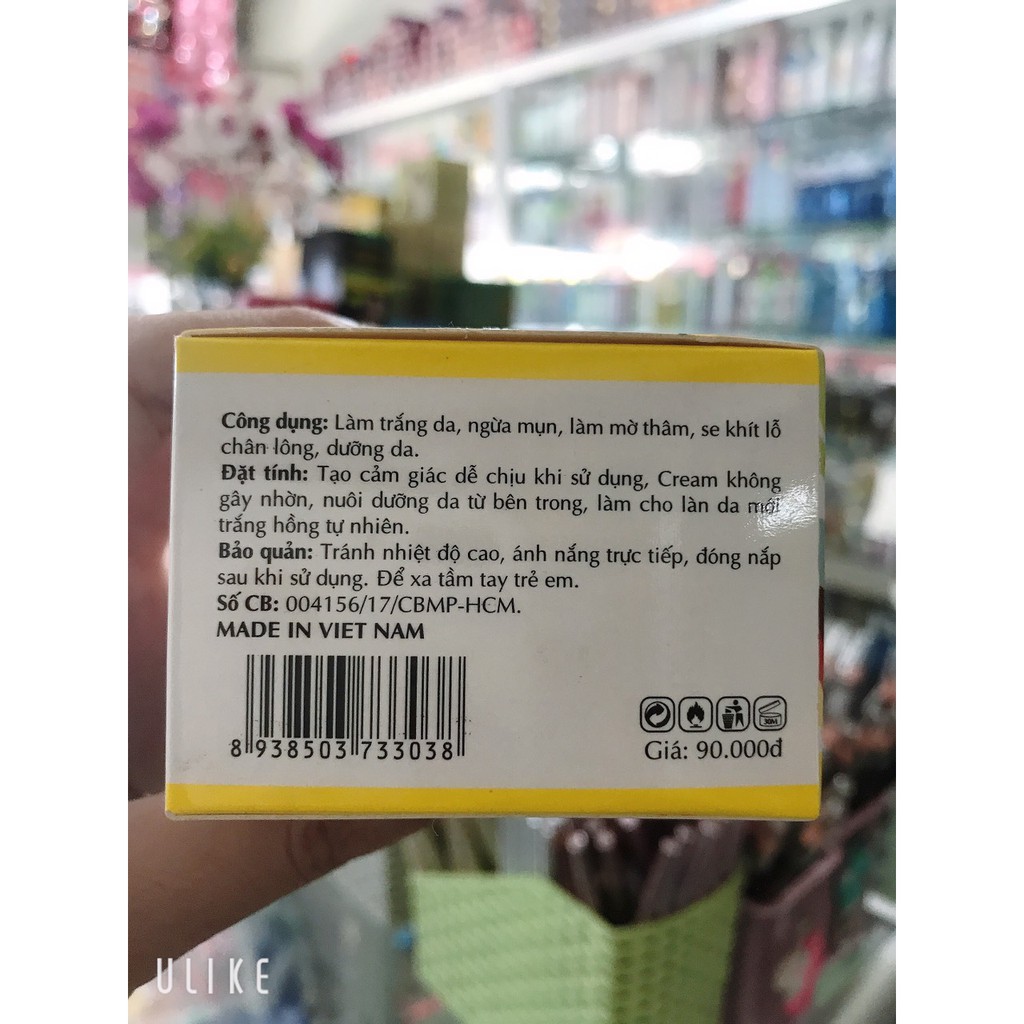 Công dụng: Làm trắng da, ngừa mụn, làm mờ thâm, se khít lỗ
chân lông, dưỡng da.
Đặt tính: Tạo cảm giác dễ chịu khi sử dụng, Cream không
gây nhờn, nuôi dưỡng da từ bên trong, làm cho làn da mới
trắng hồng tự nhiên.
Bảo quản: Tránh nhiệt độ cao, ánh nắng trực tiếp, đóng nắp
sau khi sử dụng. Để xa tầm tay trẻ em.
Số CB: 004156/17/CBMP-HCM.
MADE IN VIET NAM
8 938503 733038
30M
Giá: 90.000đ
ULIKE